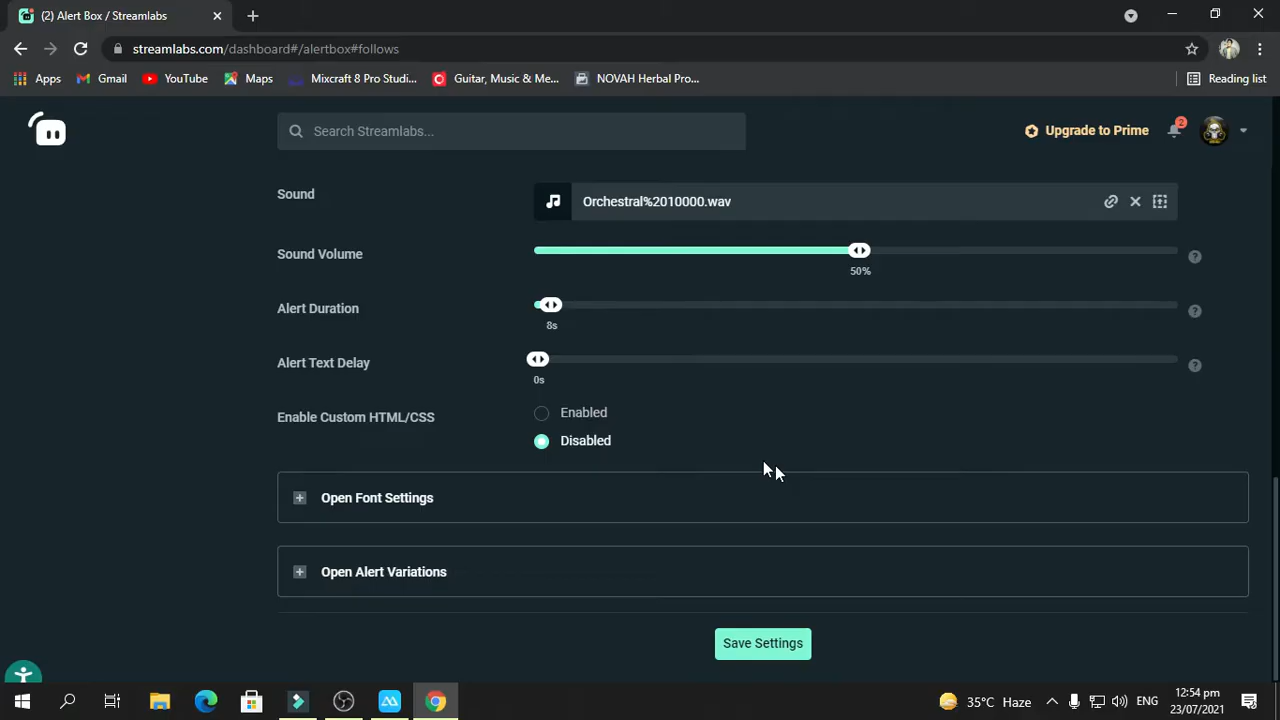 (2) Alert Box / Streamlabs
streamlabs.com/dashboard#/alertbox#follows
Apps Gmail YouTube Maps Mixcraft 8 Pro Studi... Guitar, Music & Me... NOVAH Herbal Pro... Reading list
Search Streamlabs... Upgrade to Prime 2
Sound Orchestral%2010000.wav
Sound Volume
50%
Alert Duration
8s
Alert Text Delay
0s
Enable Custom HTML/CSS Enabled
Disabled
Open Font Settings
Open Alert Variations
Save Settings
35°C Haze ENG 12:54 pm
23/07/2021